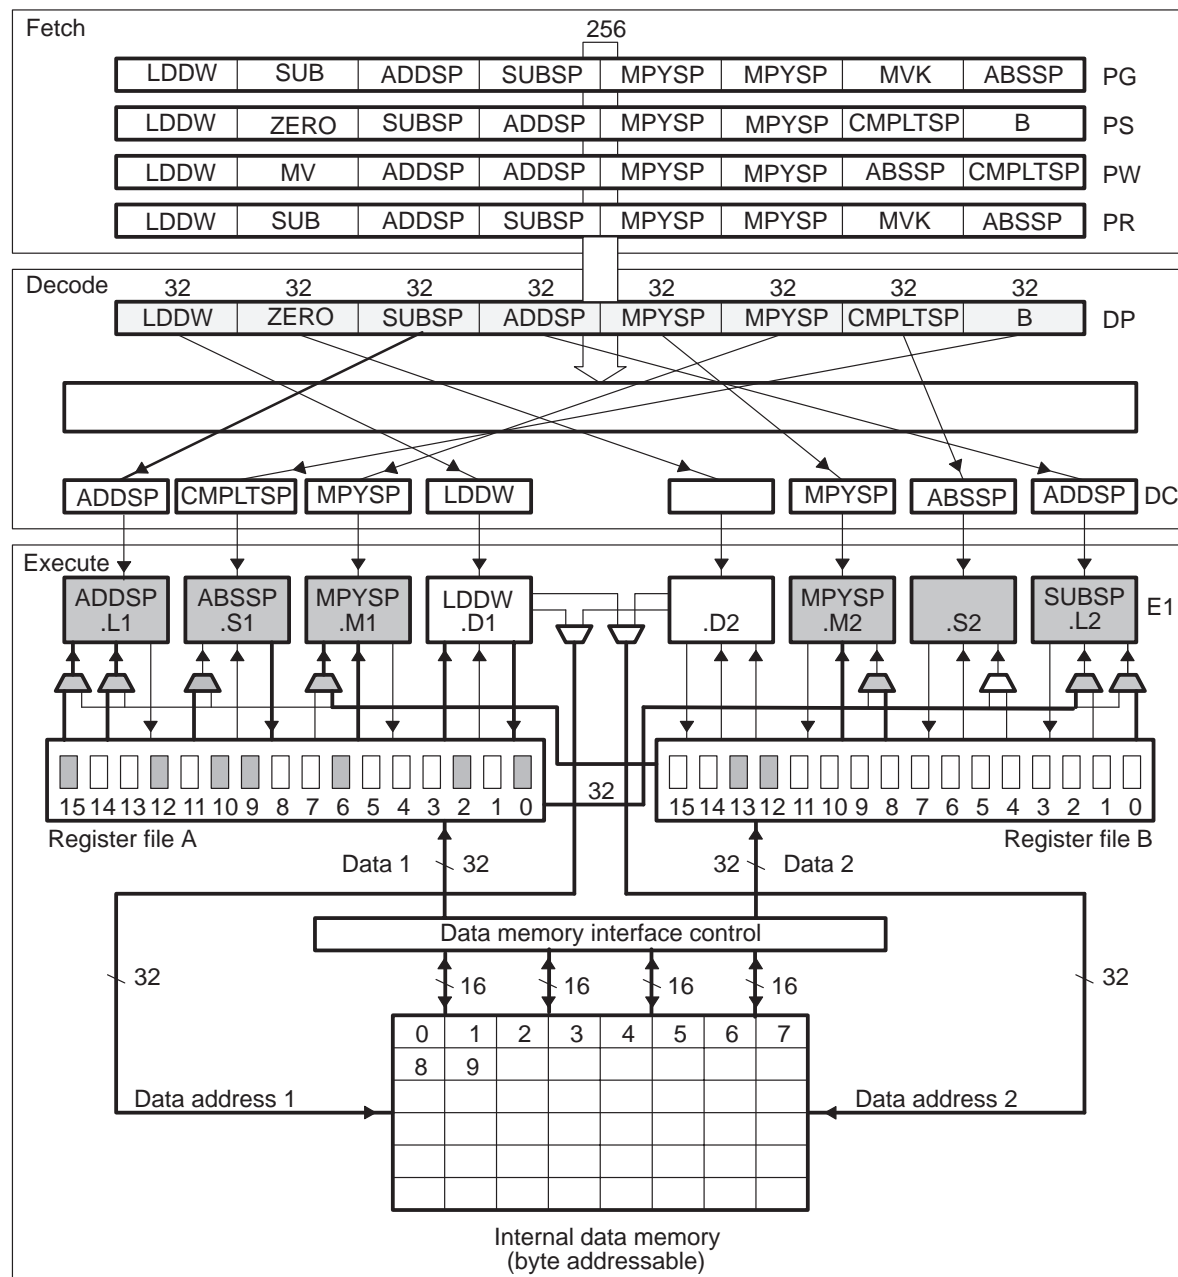 Fetch
256
LDDW SUB ADDSP SUBSP MPYSP MPYSP MVK ABSSP PG
LDDW ZERO SUBSP ADDSP MPYSP MPYSP CMPLTSP B PS
LDDW MV ADDSP ADDSP MPYSP MPYSP ABSSP CMPLTSP PW
LDDW SUB ADDSP SUBSP MPYSP MPYSP MVK ABSSP PR
Decode
32 32 32 32 32 32 32 32
LDDW ZERO SUBSP ADDSP MPYSP MPYSP CMPLTSP B DP
ADDSP CMPLTSP MPYSP LDDW MPYSP ABSSP ADDSP DC
Execute
ADDSP ABSSP MPYSP LDDW MPYSP SUBSP E1
.L1 .S1 .M1 .D1 .D2 .M2 .S2 .L2
15 14 13 12 11 10 9 8 7 6 5 4 3 2 1 0
32
15 14 13 12 11 10 9 8 7 6 5 4 3 2 1 0
Register file A
Register file B
Data 1 32
32 Data 2
Data memory interface control
32
16 16 16 16
32
0 1 2 3 4 5 6 7
8 9
Data address 1
Data address 2
Internal data memory
(byte addressable)